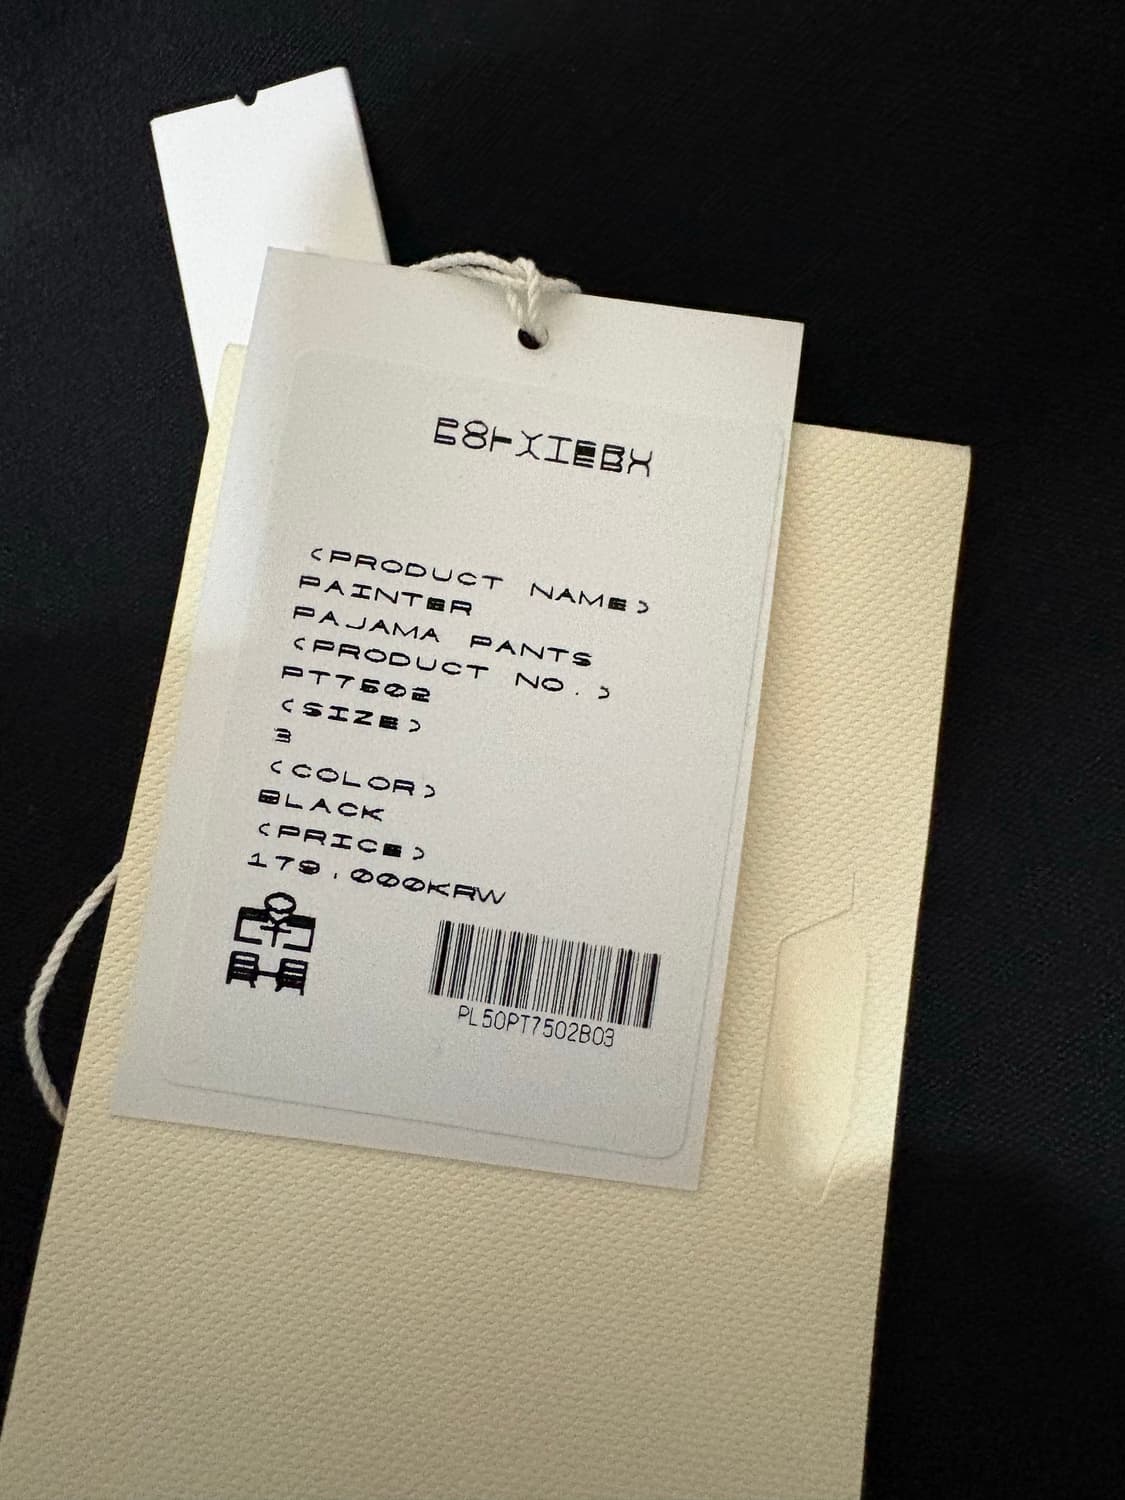 <PRODUCT NAME>
PAINTER
PAJAMA PANTS
<PRODUCT NO.>
PT7502
<SIZE>
3
<COLOR>
BLACK
<PRICE>
179,000KRW
PL50PT7502B03